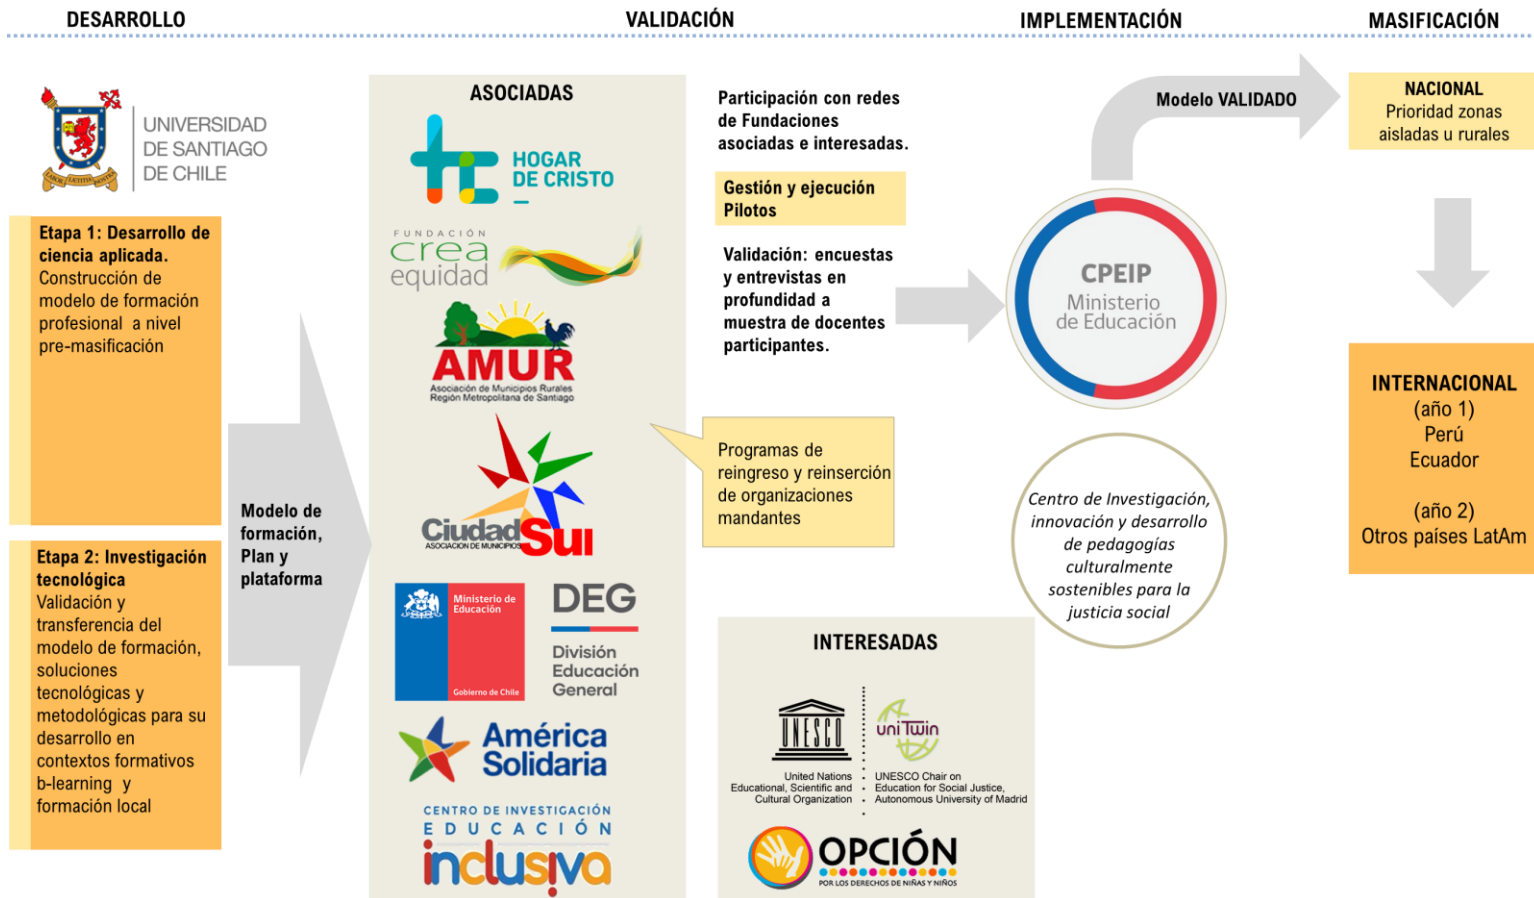 DESARROLLO
VALIDACIÓN
IMPLEMENTACIÓN
MASIFICACIÓN
UNIVERSIDAD
DE SANTIAGO
DE CHILE
LABOR LAETITIA NOSTRA
Etapa 1: Desarrollo de
ciencia aplicada.
Construcción de
modelo de formación
profesional a nivel
pre-masificación
Etapa 2: Investigación
tecnológica
Validación y
transferencia del
modelo de formación,
soluciones
tecnológicas y
metodológicas para su
desarrollo en
contextos formativos
b-learning y
formación local
Modelo de
formación,
Plan y
plataforma
ASOCIADAS
HOGAR
DE CRISTO
FUNDACIÓN
crea
equidad
AMUR
Asociación de Municipios Rurales
Región Metropolitana de Santiago
Ciudad Sur
ASOCIACION DE MUNICIPIOS
Ministerio de
Educación
Gobierno de Chile
DEG
División
Educación
General
América
Solidaria
CENTRO DE INVESTIGACIÓN
EDUCACIÓN
inclusiva
Participación con redes
de Fundaciones
asociadas e interesadas.
Gestión y ejecución
Pilotos
Validación: encuestas
y entrevistas en
profundidad a
muestra de docentes
participantes.
Programas de
reingreso y reinserción
de organizaciones
mandantes
INTERESADAS
UNESCO
United Nations
Educational, Scientific and
Cultural Organization
uniTwin
UNESCO Chair on
Education for Social Justice,
Autonomous University of Madrid
OPCIÓN
POR LOS DERECHOS DE NIÑAS Y NIÑOS
CPEIP
Ministerio
de Educación
Centro de Investigación,
innovación y desarrollo
de pedagogías
culturalmente
sostenibles para la
justicia social
Modelo VALIDADO
NACIONAL
Prioridad zonas
aisladas u rurales
INTERNACIONAL
(año 1)
Perú
Ecuador
(año 2)
Otros países LatAm